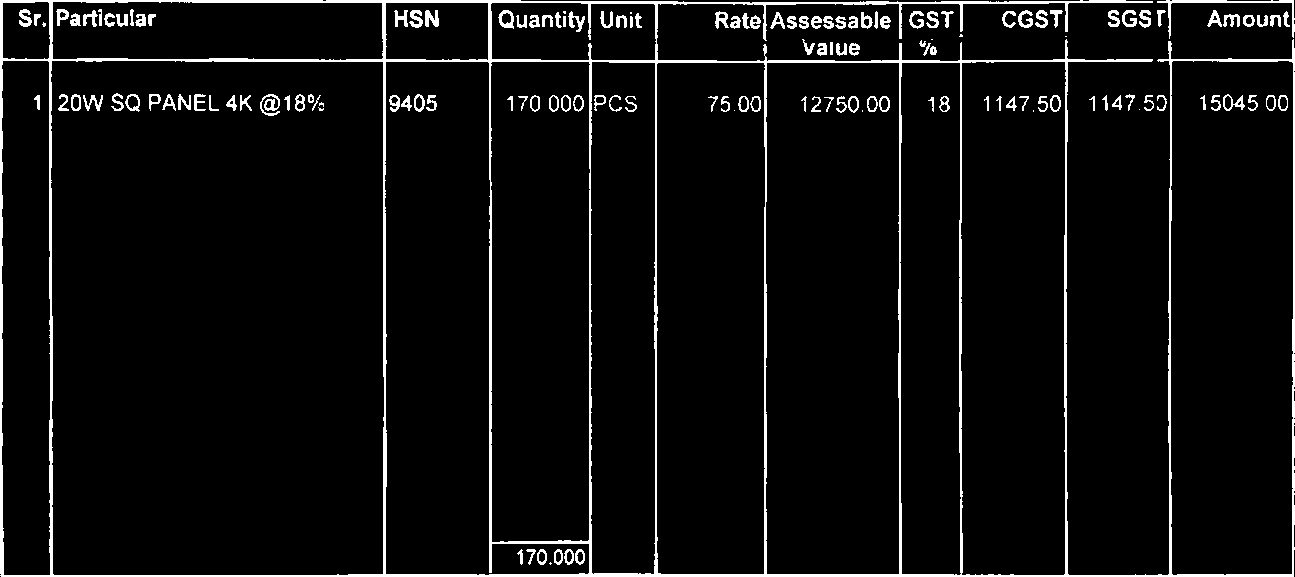 Sr. Particular HSN Quantity Unit Rate Assessable Value GST % CGST SGST Amount
1 20W SQ PANEL 4K @18% 9405 170 000 PCS 75.00 12750.00 18 1147.50 1147.50 15045 00
170.000